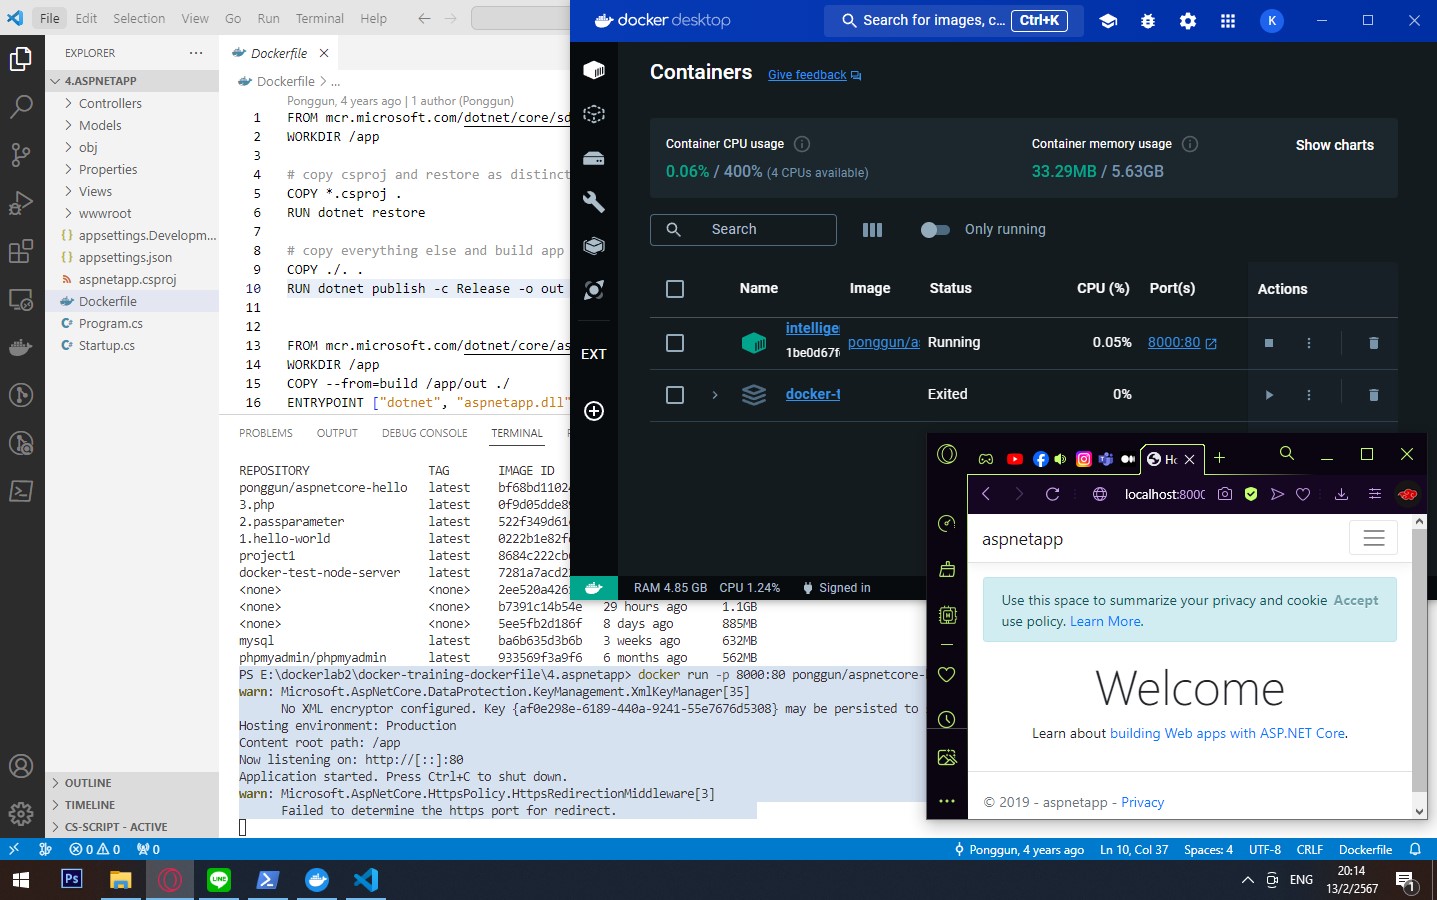 File Edit Selection View Go Run Terminal Help
EXPLORER
4.ASPNETAPP
Controllers
Models
obj
Properties
Views
wwwroot
{} appsettings.Developm...
{} appsettings.json
aspnetapp.csproj
Dockerfile
Program.cs
Startup.cs
OUTLINE
TIMELINE
CS-SCRIPT - ACTIVE
Dockerfile
Dockerfile > ...
Ponggun, 4 years ago | 1 author (Ponggun)
1 FROM mcr.microsoft.com/dotnet/core/sd
2 WORKDIR /app
3
4 # copy csproj and restore as distinct
5 COPY *.csproj .
6 RUN dotnet restore
7
8 # copy everything else and build app
9 COPY ./. .
10 RUN dotnet publish -c Release -o out
11
12
13 FROM mcr.microsoft.com/dotnet/core/as
14 WORKDIR /app
15 COPY --from=build /app/out ./
16 ENTRYPOINT ["dotnet", "aspnetapp.dll"
PROBLEMS OUTPUT DEBUG CONSOLE TERMINAL
REPOSITORY TAG IMAGE ID
ponggun/aspnetcore-hello latest bf68bd11024
3.php latest 0f9d05dde8
2.passparameter latest 522f349d61
1.hello-world latest 0222b1e82f
project1 latest 8684c222cb
docker-test-node-server latest 7281a7acd2
<none> <none> 2ee520a426
<none> <none> b7391c14b54e 29 hours ago 1.1GB
<none> <none> 5ee5fb2d186f 8 days ago 885MB
mysql latest ba6b635d3b6b 3 weeks ago 632MB
phpmyadmin/phpmyadmin latest 933569f3a9f6 6 months ago 562MB
PS E:\dockerlab2\docker-training-dockerfile\4.aspnetapp> docker run -p 8000:80 ponggun/aspnetcore-
warn: Microsoft.AspNetCore.DataProtection.KeyManagement.XmlKeyManager[35]
No XML encryptor configured. Key {af0e298e-6189-440a-9241-55e7676d5308} may be persisted to
Hosting environment: Production
Content root path: /app
Now listening on: http://[::]:80
Application started. Press Ctrl+C to shut down.
warn: Microsoft.AspNetCore.HttpsPolicy.HttpsRedirectionMiddleware[3]
Failed to determine the https port for redirect.
docker desktop
Search for images, c... Ctrl+K
K
EXT
Containers Give feedback
Container CPU usage
0.06% / 400% (4 CPUs available)
Container memory usage
33.29MB / 5.63GB
Show charts
Search
Only running
Name Image Status CPU (%) Port(s) Actions
intellige
1be0d67f
ponggun/a Running 0.05% 8000:80
docker-t Exited 0%
RAM 4.85 GB CPU 1.24% Signed in
localhost:8000
aspnetapp
Use this space to summarize your privacy and cookie Accept
use policy. Learn More.
Welcome
Learn about building Web apps with ASP.NET Core.
© 2019 - aspnetapp - Privacy
0 0 0
Ponggun, 4 years ago Ln 10, Col 37 Spaces: 4 UTF-8 CRLF Dockerfile
Ps
LINE
ENG
20:14
13/2/2567
1